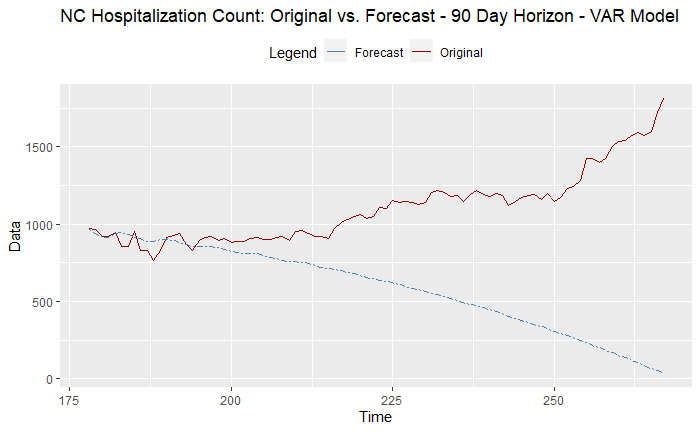 NC Hospitalization Count: Original vs. Forecast - 90 Day Horizon - VAR Model
Legend Forecast Original
1500
1000
500
0
Data
175 200 225 250
Time